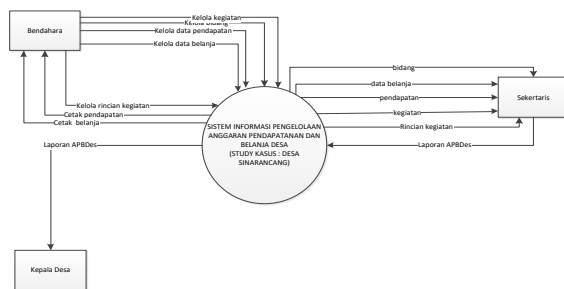 Kelola kegiatan
Kelola bidang
Kelola data pendapatan
Kelola data belanja
Bendahara
bidang
data belanja
pendapatan
kegiatan
Rincian kegiatan
Sekertaris
Kelola rincian kegiatan
Cetak pendapatan
Cetak belanja
Laporan APBDes
SISTEM INFORMASI PENGELOLAAN
ANGGARAN PENDAPATANAN DAN
BELANJA DESA
(STUDY KASUS : DESA
SINARANCANG)
Laporan APBDes
Kepala Desa